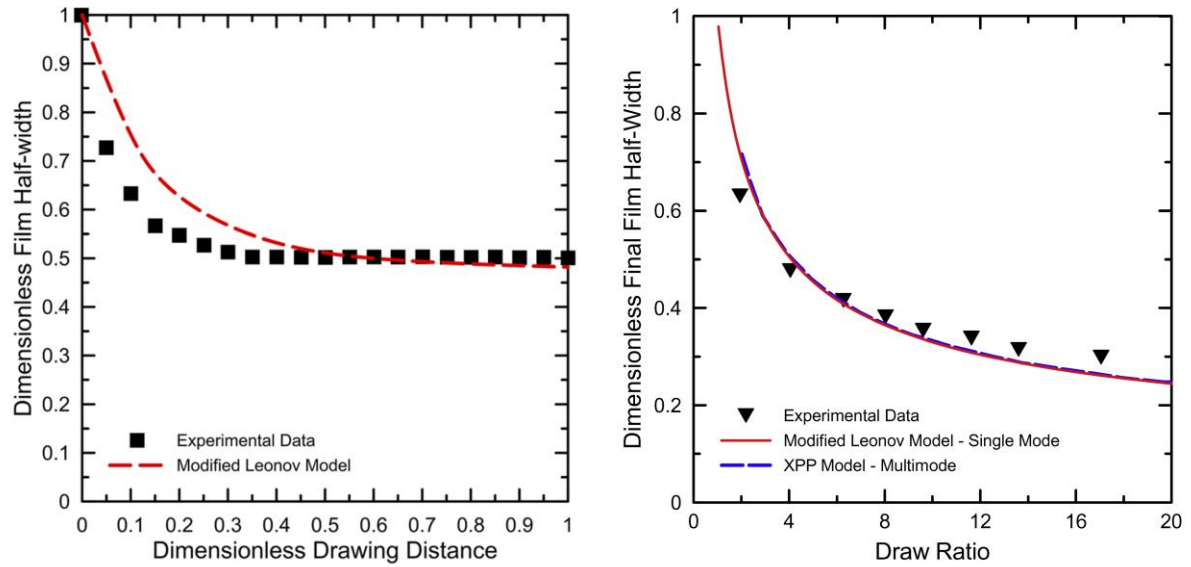 Dimensionless Film Half-width
1
0.9
0.8
0.7
0.6
0.5
0.4
0.3
0.2
0.1
0
Experimental Data
Modified Leonov Model
0 0.1 0.2 0.3 0.4 0.5 0.6 0.7 0.8 0.9 1
Dimensionless Drawing Distance
Dimensionless Final Film Half-Width
1
0.8
0.6
0.4
0.2
0
Experimental Data
Modified Leonov Model - Single Mode
XPP Model - Multimode
0 4 8 12 16 20
Draw Ratio